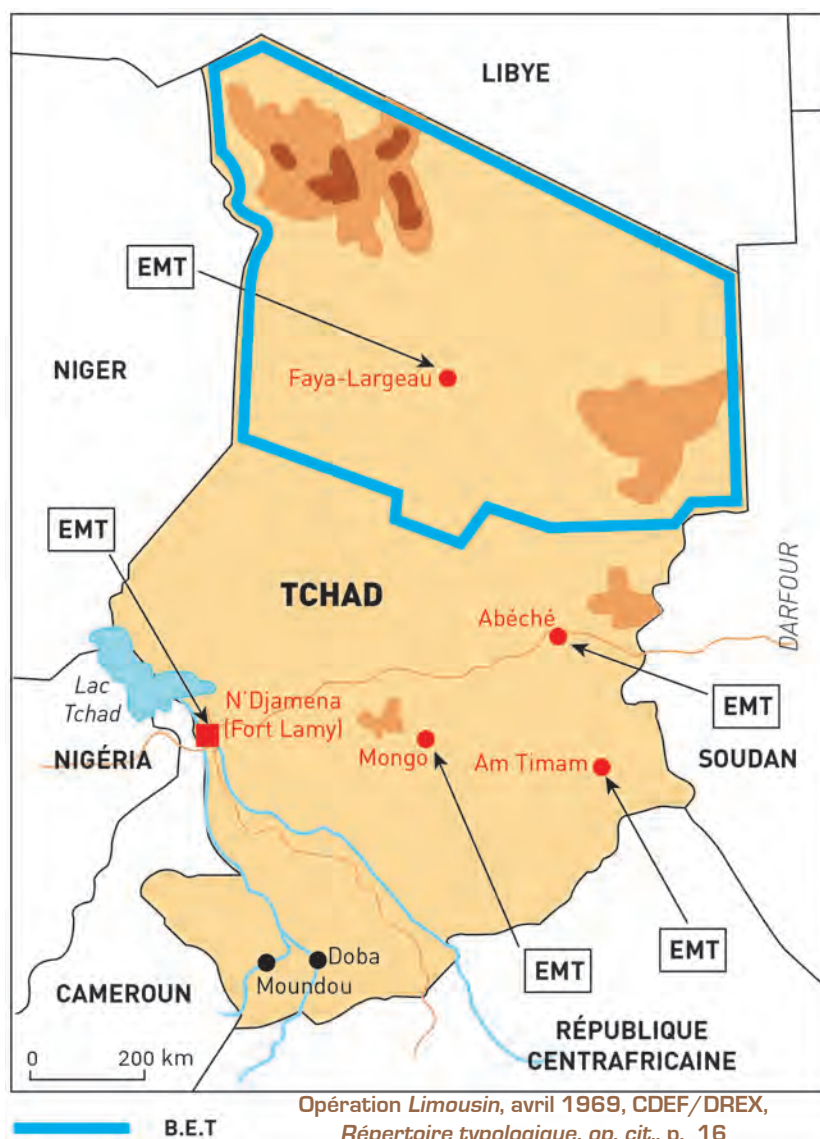 LIBYE
EMT
NIGER
Faya-Largeau
EMT
TCHAD
DARFOUR
Abéché
Lac
Tchad
N'Djamena
(Fort Lamy)
EMT
NIGÉRIA
Mongo
Am Timam
SOUDAN
EMT
EMT
Doba
Moundou
CAMEROUN
RÉPUBLIQUE
CENTRAFRICAINE
0 200 km
B.E.T
Opération Limousin, avril 1969, CDEF/DREX,
Répertoire typologique, op. cit., p. 16